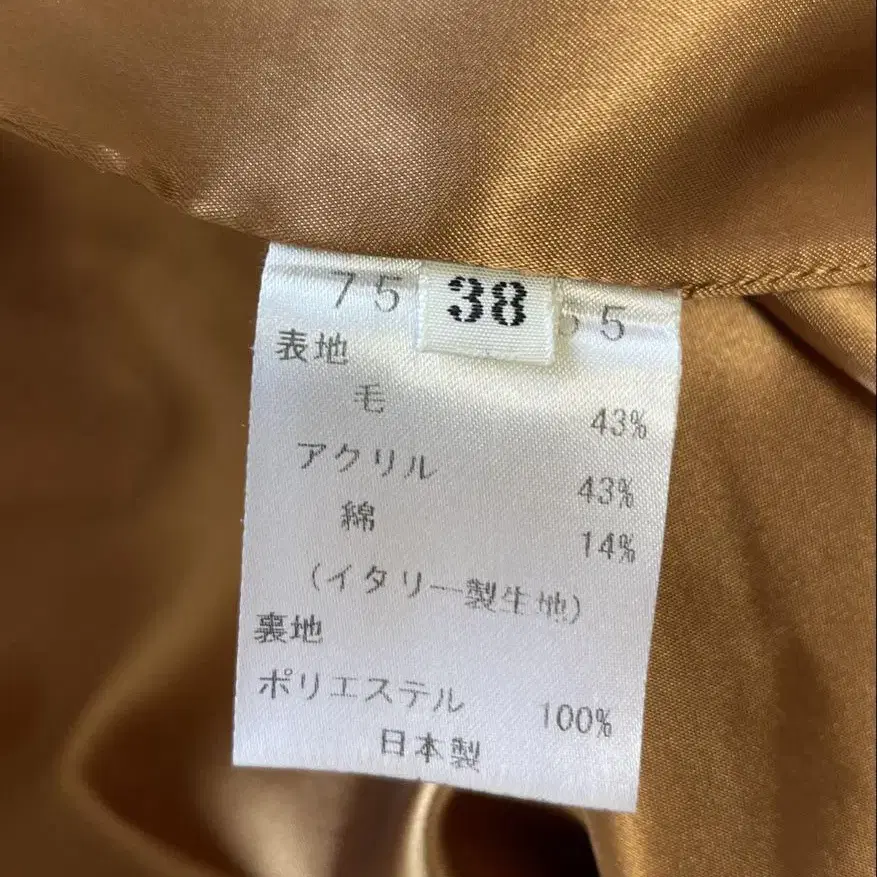 75 38 55
表地
毛 43%
アクリル 43%
綿 14%
(イタリー製生地)
裏地
ポリエステル 100%
日本製